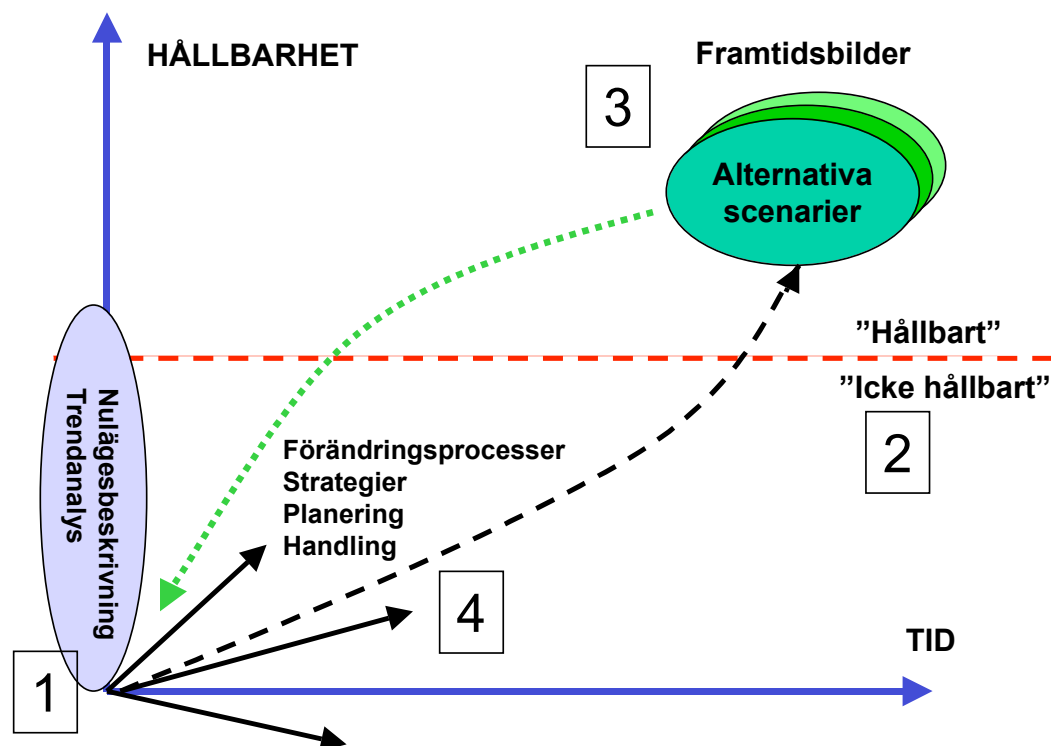 HÅLLBARHET
Framtidsbilder
3
Alternativa
scenarier
”Hållbart”
”Icke hållbart”
2
Nulägesbeskrivning
Trendanalys
Förändringsprocesser
Strategier
Planering
Handling
4
TID
1